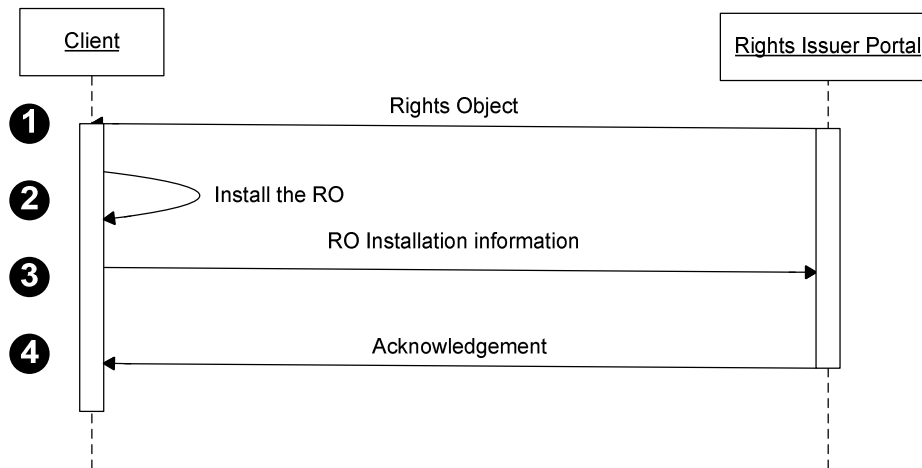 Client
Rights Issuer Portal
1
Rights Object
2
Install the RO
RO Installation information
3
4
Acknowledgement